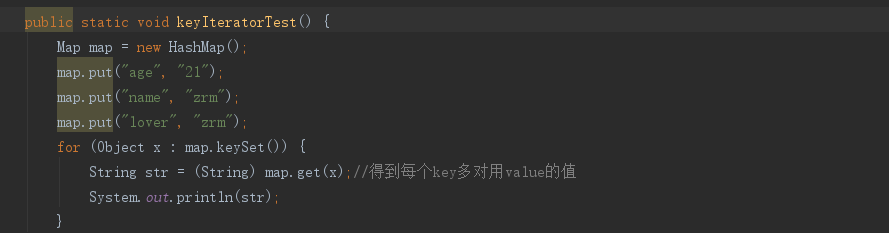 public static void keyIteratorTest() {
Map map = new HashMap();
map.put("age", "21");
map.put("name", "zrm");
map.put("lover", "zrm");
for (Object x : map.keySet()) {
String str = (String) map.get(x);//得到每个key多对用value的值
System.out.println(str);
}